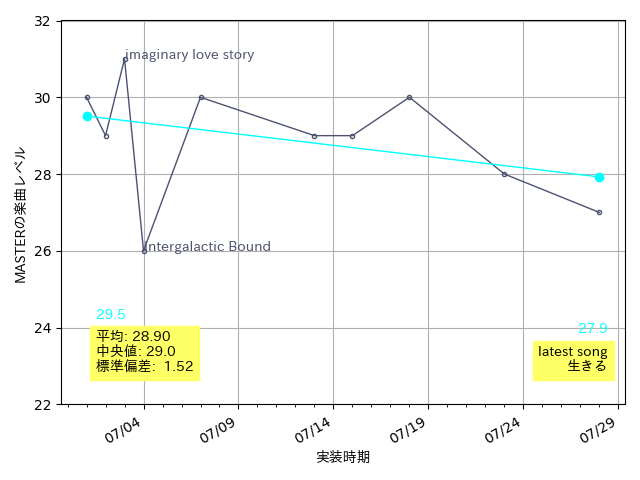 32
30
28
26
24
22
MASTERの楽曲レベル
imaginary love story
Intergalactic Bound
29.5
平均: 28.90
中央値: 29.0
標準偏差: 1.52
27.9
latest song
生きる
07/04
07/09
07/14
07/19
07/24
07/29
実装時期